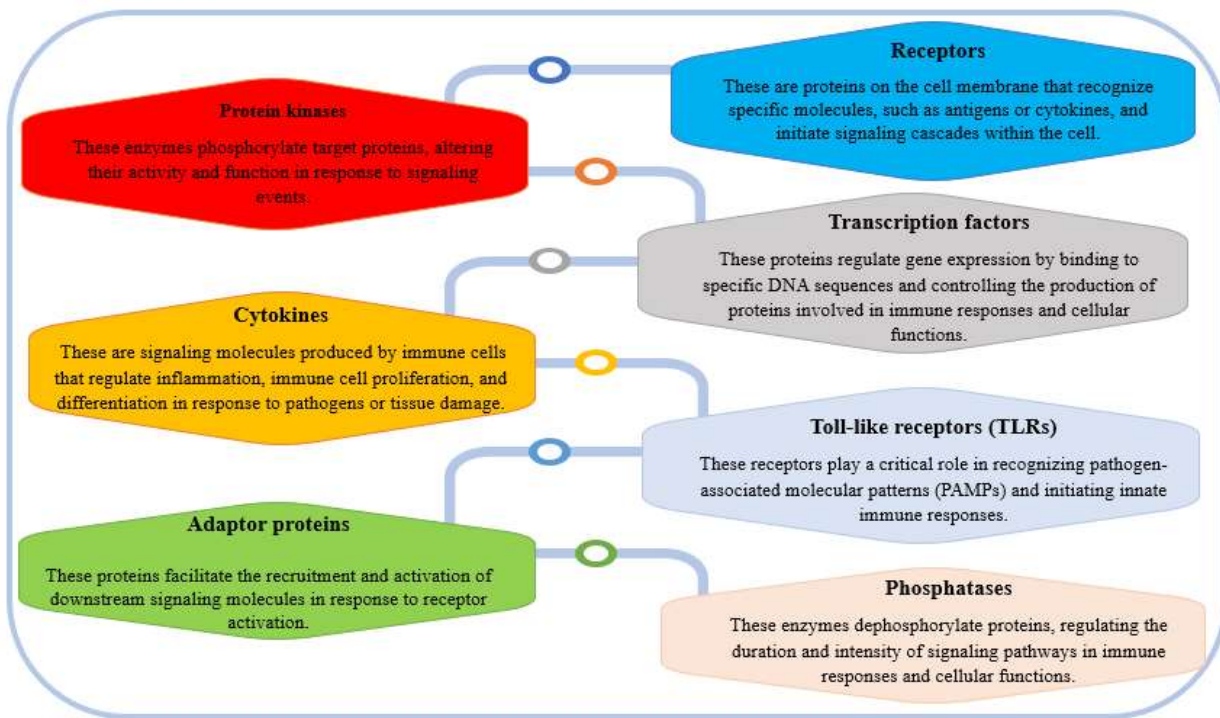 Receptors
These are proteins on the cell membrane that recognize
specific molecules, such as antigens or cytokines, and
initiate signaling cascades within the cell.
Protein kinases
These enzymes phosphorylate target proteins, altering
their activity and function in response to signaling
events.
Transcription factors
These proteins regulate gene expression by binding to
specific DNA sequences and controlling the production of
proteins involved in immune responses and cellular
functions.
Cytokines
These are signaling molecules produced by immune cells
that regulate inflammation, immune cell proliferation, and
differentiation in response to pathogens or tissue damage.
Toll-like receptors (TLRs)
These receptors play a critical role in recognizing pathogen-
associated molecular patterns (PAMPs) and initiating innate
immune responses.
Adaptor proteins
These proteins facilitate the recruitment and activation of
downstream signaling molecules in response to receptor
activation.
Phosphatases
These enzymes dephosphorylate proteins, regulating the
duration and intensity of signaling pathways in immune
responses and cellular functions.